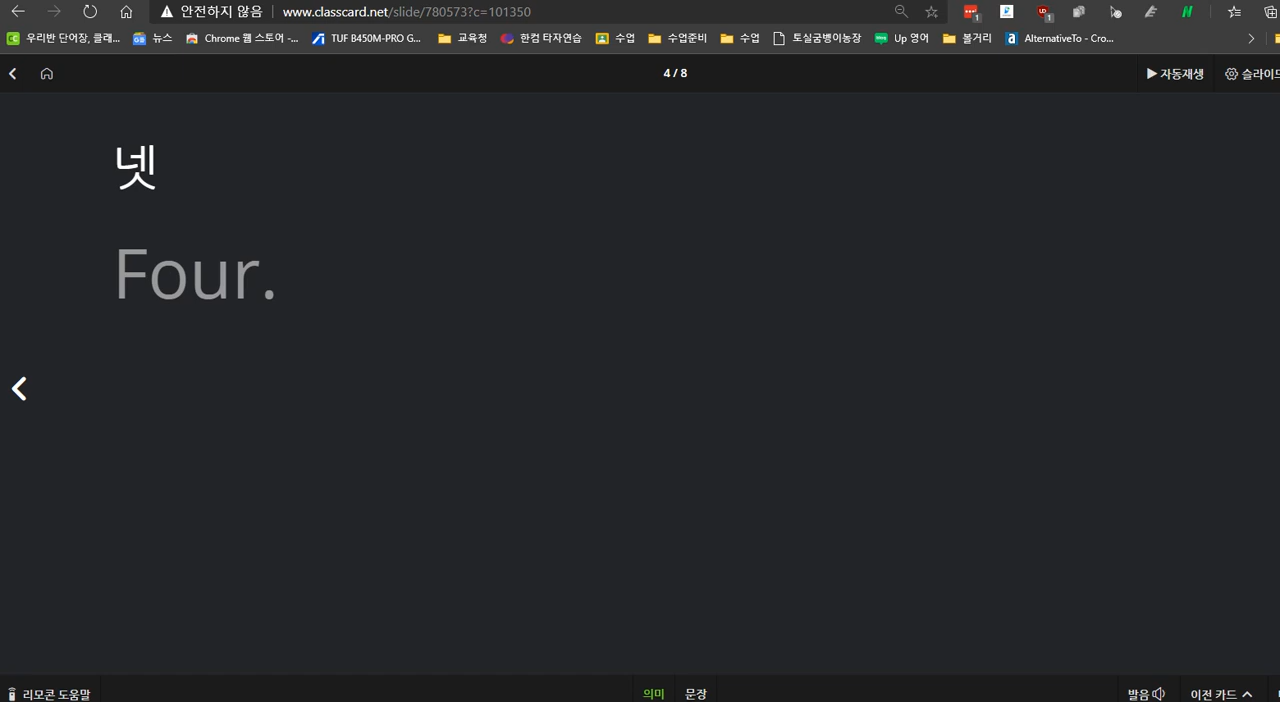 안전하지 않음 www.classcard.net/slide/780573?c=101350
우리반 단어장, 클래... 뉴스 Chrome 웹 스토어 -... TUF B450M-PRO G... 교육청 한컴 타자연습 수업 수업준비 수업 토실궁뱅이농장 Up 영어 볼거리 AlternativeTo - Cro...
4 / 8 자동재생 슬라이드
넷
Four.
리모콘 도움말 의미 문장 발음 이전 카드